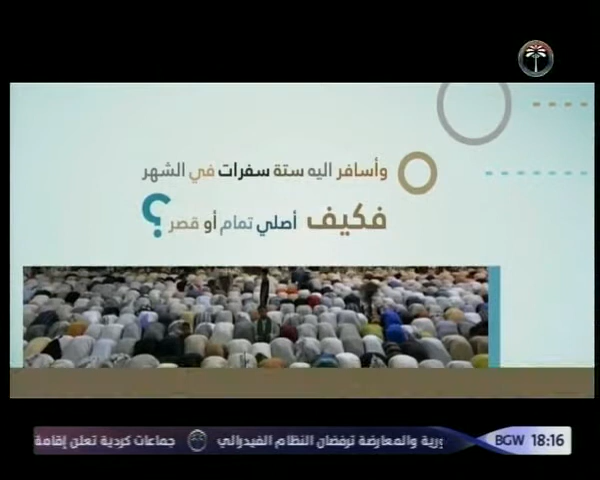 وأسافر اليه ستة سفرات في الشهر
فكيف أصلي تمام أو قصر ؟
BGW 18:16
ورية والمعارضة ترفضان النظام الفيدرالي
جماعات كردية تعلن إقامة